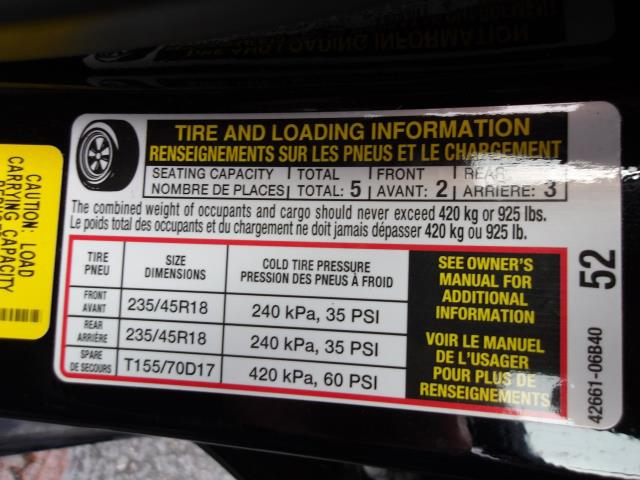 TIRE AND LOADING INFORMATION
RENSEIGNEMENTS SUR LES PNEUS ET LE CHARGEMENT
SEATING CAPACITY TOTAL FRONT REAR
NOMBRE DE PLACES TOTAL: 5 AVANT: 2 ARRIÈRE: 3
The combined weight of occupants and cargo should never exceed 420 kg or 925 lbs.
Le poids total des occupants et du chargement ne doit jamais dépasser 420 kg ou 925 lb.
TIRE
PNEU
SIZE
DIMENSIONS
COLD TIRE PRESSURE
PRESSION DES PNEUS À FROID
FRONT
AVANT
235/45R18 240 kPa, 35 PSI
REAR
ARRIÈRE
235/45R18 240 kPa, 35 PSI
SPARE
DE SECOURS
T155/70D17 420 kPa, 60 PSI
SEE OWNER'S
MANUAL FOR
ADDITIONAL
INFORMATION
VOIR LE MANUEL
DE L'USAGER
POUR PLUS DE
RENSEIGNEMENTS
52
42661-06B40
CAUTION: LOAD
CARRYING CAPACITY